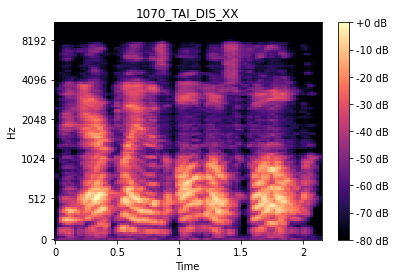 1070_TAI_DIS_XX
+0 dB
8192
-10 dB
4096
-20 dB
-30 dB
2048
-40 dB
Hz
1024
-50 dB
512
-60 dB
-70 dB
0
-80 dB
0 0.5 1 1.5 2
Time